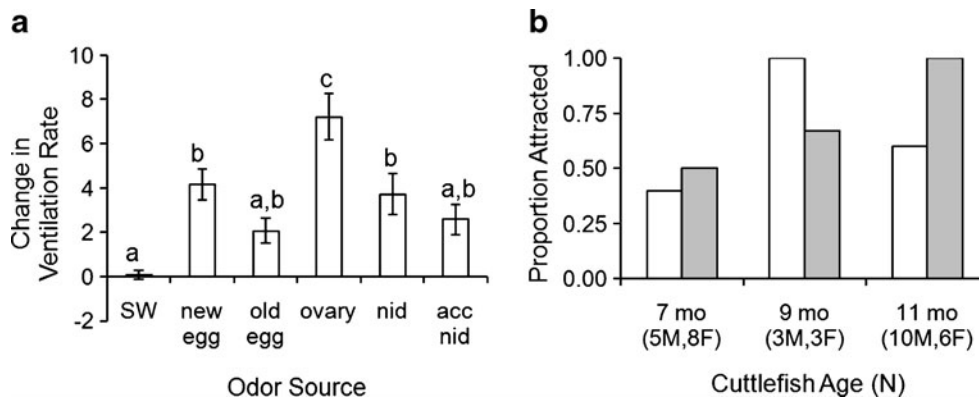 a
Change in
Ventilation Rate
10
8
6
4
2
0
-2
a
b
a,b
c
b
a,b
SW
new
egg
old
egg
ovary
nid
acc
nid
Odor Source
b
Proportion Attracted
1.00
0.75
0.50
0.25
0.00
7 mo
(5M,8F)
9 mo
(3M,3F)
11 mo
(10M,6F)
Cuttlefish Age (N)